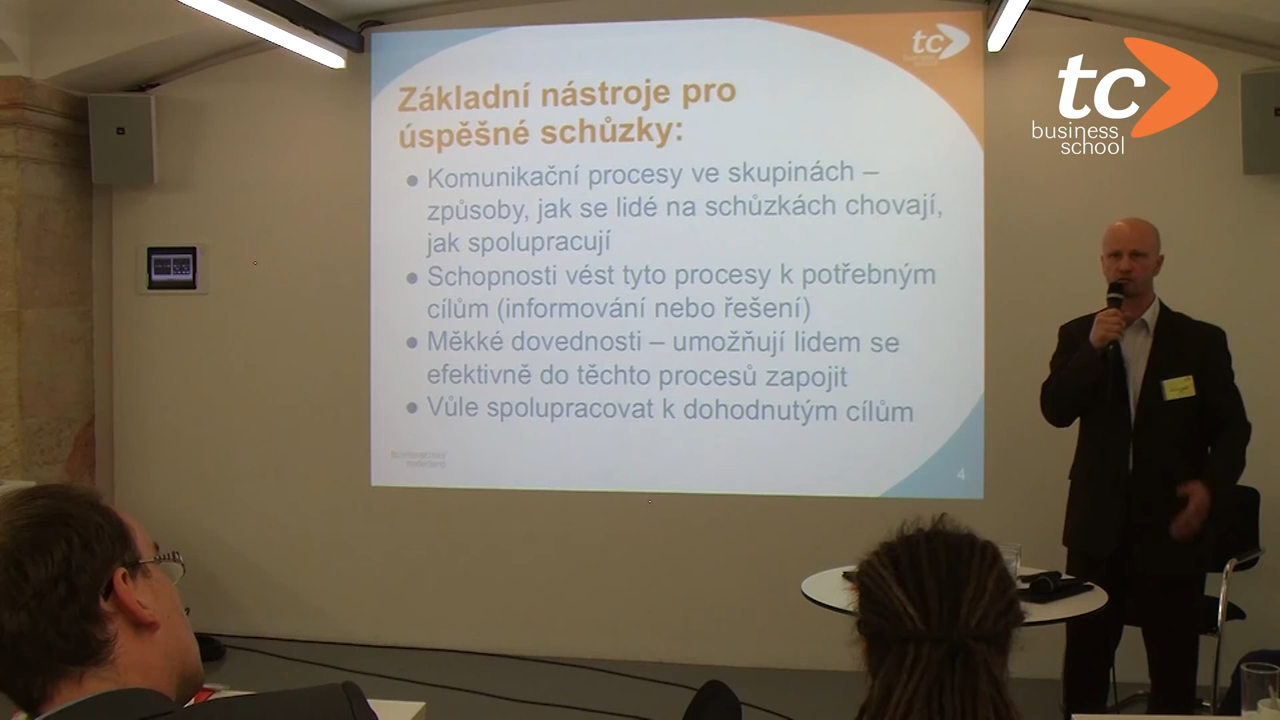 tc
business
school
tc
Základní nástroje pro
úspěšné schůzky:
● Komunikační procesy ve skupinách –
způsoby, jak se lidé na schůzkách chovají,
jak spolupracují
● Schopnosti vést tyto procesy k potřebným
cílům (informování nebo řešení)
● Měkké dovednosti – umožňují lidem se
efektivně do těchto procesů zapojit
● Vůle spolupracovat k dohodnutým cílům
4